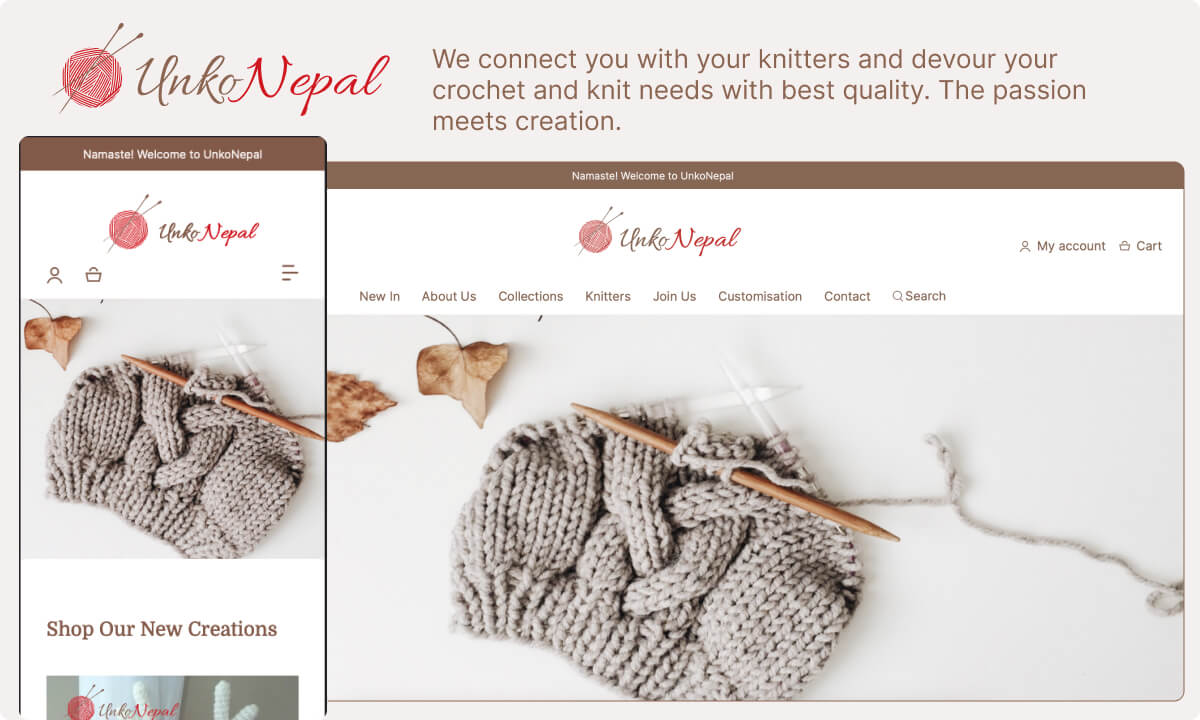 UnkoNepal
We connect you with your knitters and devour your
crochet and knit needs with best quality. The passion
meets creation.
Namaste! Welcome to UnkoNepal
UnkoNepal
Shop Our New Creations
UnkoNepal
Namaste! Welcome to UnkoNepal
UnkoNepal
My account Cart
New In About Us Collections Knitters Join Us Customisation Contact Search